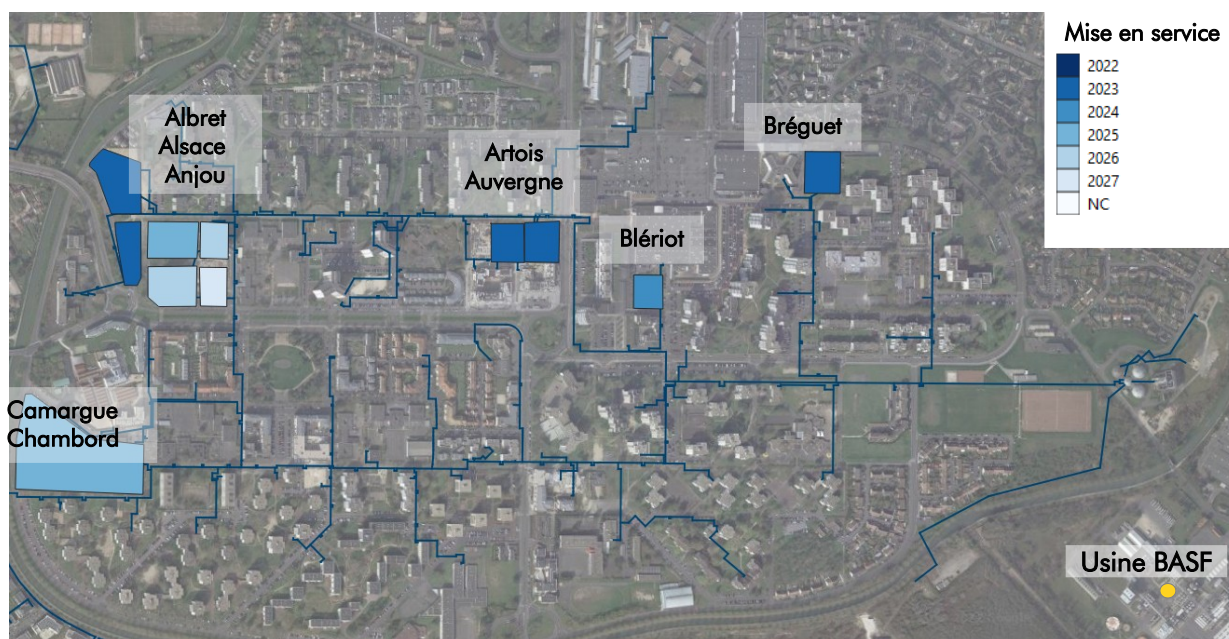 Mise en service
2022
2023
2024
2025
2026
2027
NC
Albret
Alsace
Anjou
Artois
Auvergne
Bréguet
Blériot
Camargue
Chambord
Usine BASF